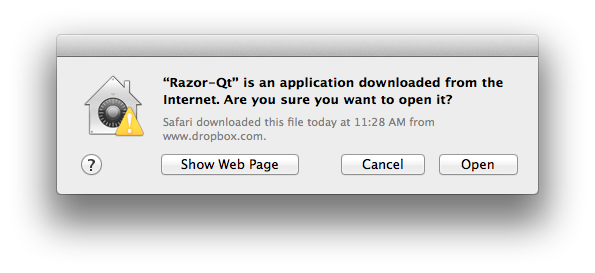 “Razor-Qt” is an application downloaded from the
Internet. Are you sure you want to open it?
Safari downloaded this file today at 11:28 AM from
www.dropbox.com.
? Show Web Page Cancel Open